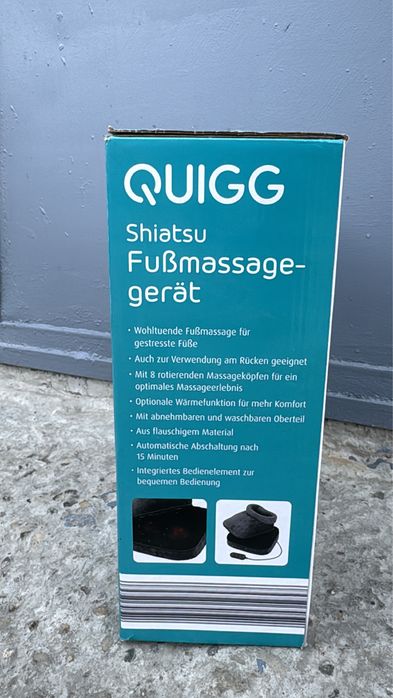 QUIGG
Shiatsu
Fußmassage-
gerät
· Wohltuende Fußmassage für
gestresste Füße
· Auch zur Verwendung am Rücken geeignet
· Mit 8 rotierenden Massageköpfen für ein
optimales Massageerlebnis
· Optionale Wärmefunktion für mehr Komfort
· Mit abnehmbaren und waschbaren Oberteil
· Aus flauschigem Material
· Automatische Abschaltung nach
15 Minuten
· Integriertes Bedienelement zur
bequemen Bedienung